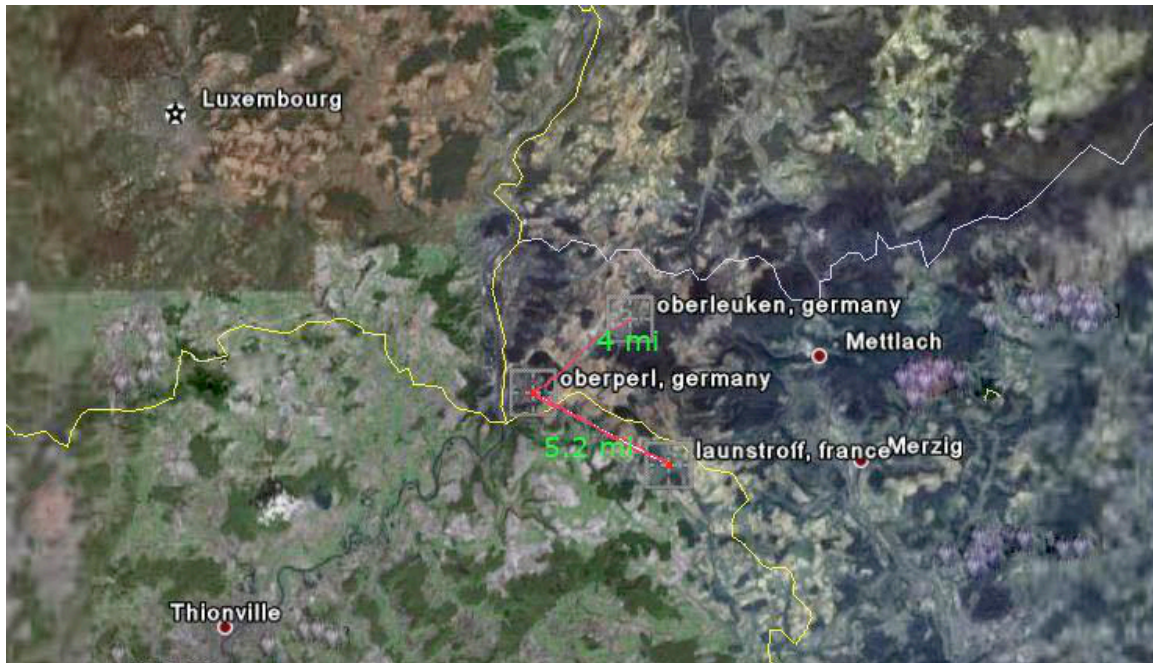 Luxembourg
oberleuken, germany
4 mi
Mettlach
oberperl, germany
5.2 mi
launstroff, france
Merzig
Thionville